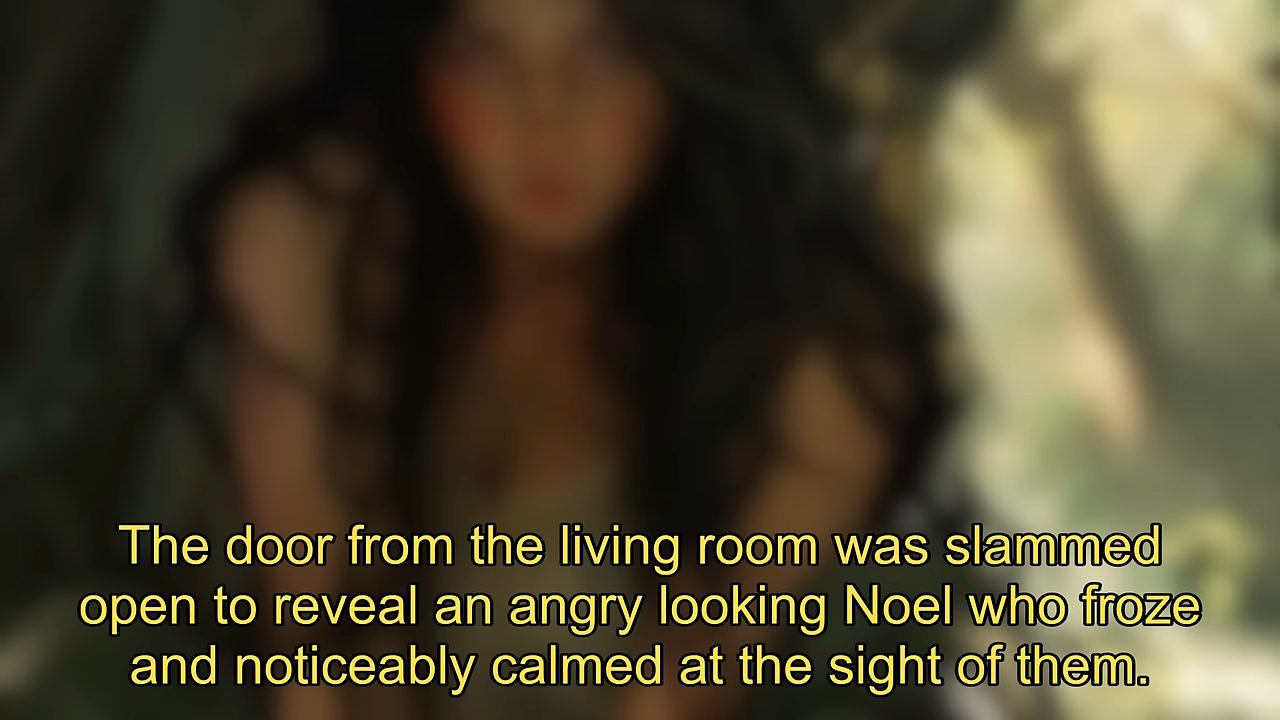 The door from the living room was slammed
open to reveal an angry looking Noel who froze
and noticeably calmed at the sight of them.